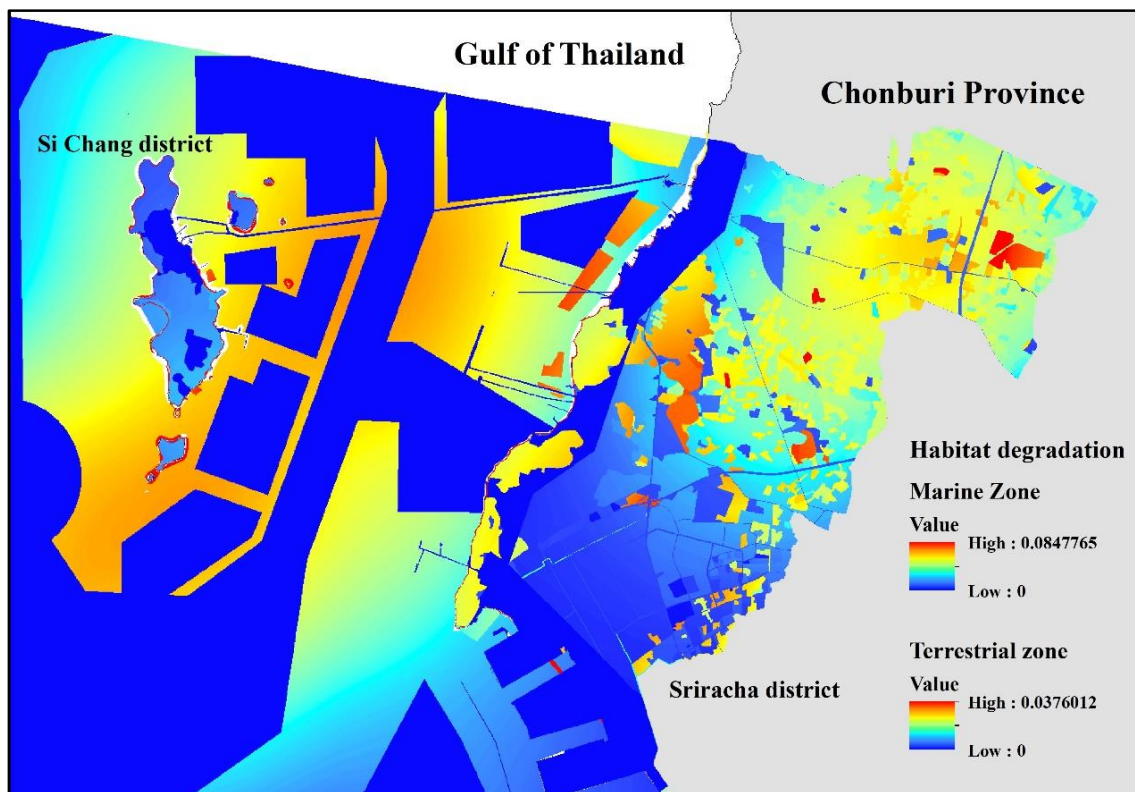 Gulf of Thailand
Chonburi Province
Si Chang district
Habitat degradation
Marine Zone
Value
High : 0.0847765
Low : 0
Terrestrial zone
Value
High : 0.0376012
Low : 0
Sriracha district